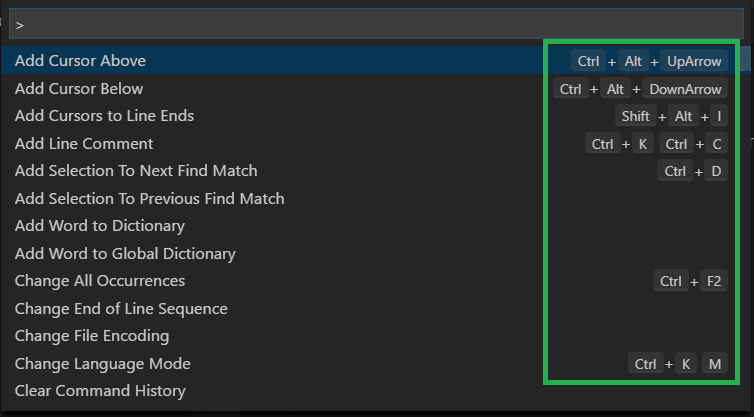 >
Add Cursor Above Ctrl + Alt + UpArrow
Add Cursor Below Ctrl + Alt + DownArrow
Add Cursors to Line Ends Shift + Alt + I
Add Line Comment Ctrl + K Ctrl + C
Add Selection To Next Find Match Ctrl + D
Add Selection To Previous Find Match
Add Word to Dictionary
Add Word to Global Dictionary
Change All Occurrences Ctrl + F2
Change End of Line Sequence
Change File Encoding
Change Language Mode Ctrl + K M
Clear Command History